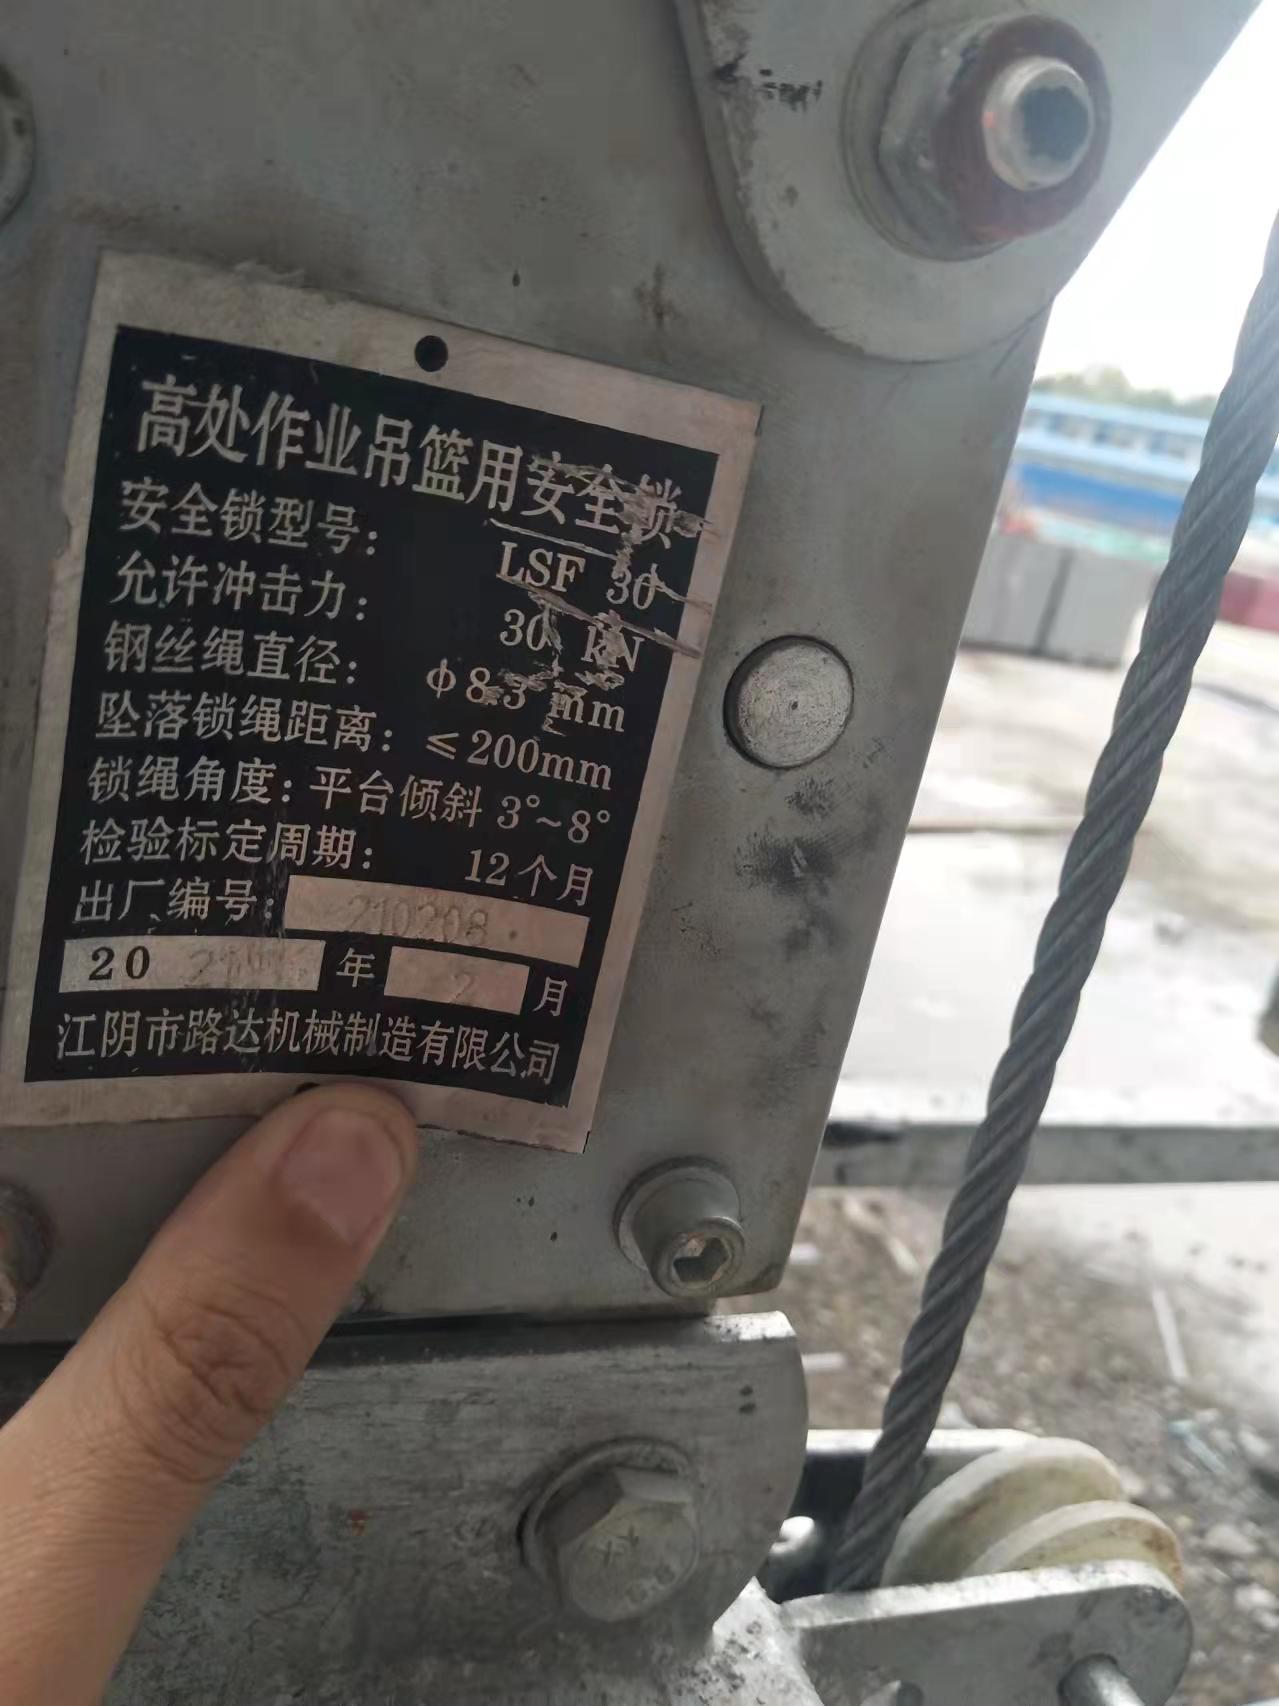 高处作业吊篮用安全锁
安全锁型号： LSF 30
允许冲击力： 30 kN
钢丝绳直径： ф8.3 mm
坠落锁绳距离：≤200mm
锁绳角度：平台倾斜 3°~8°
检验标定周期： 12个月
出厂编号： 210208
20 21 年 2 月
江阴市路达机械制造有限公司